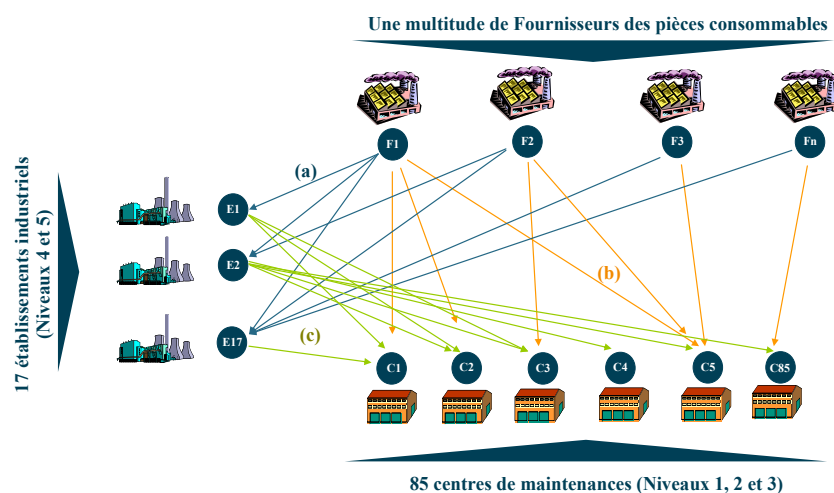 Une multitude de Fournisseurs des pièces consommables
F1
F2
F3
Fn
(a)
17 établissements industriels
(Niveaux 4 et 5)
E1
E2
(b)
E17
(c)
C1
C2
C3
C4
C5
C85
85 centres de maintenances (Niveaux 1, 2 et 3)